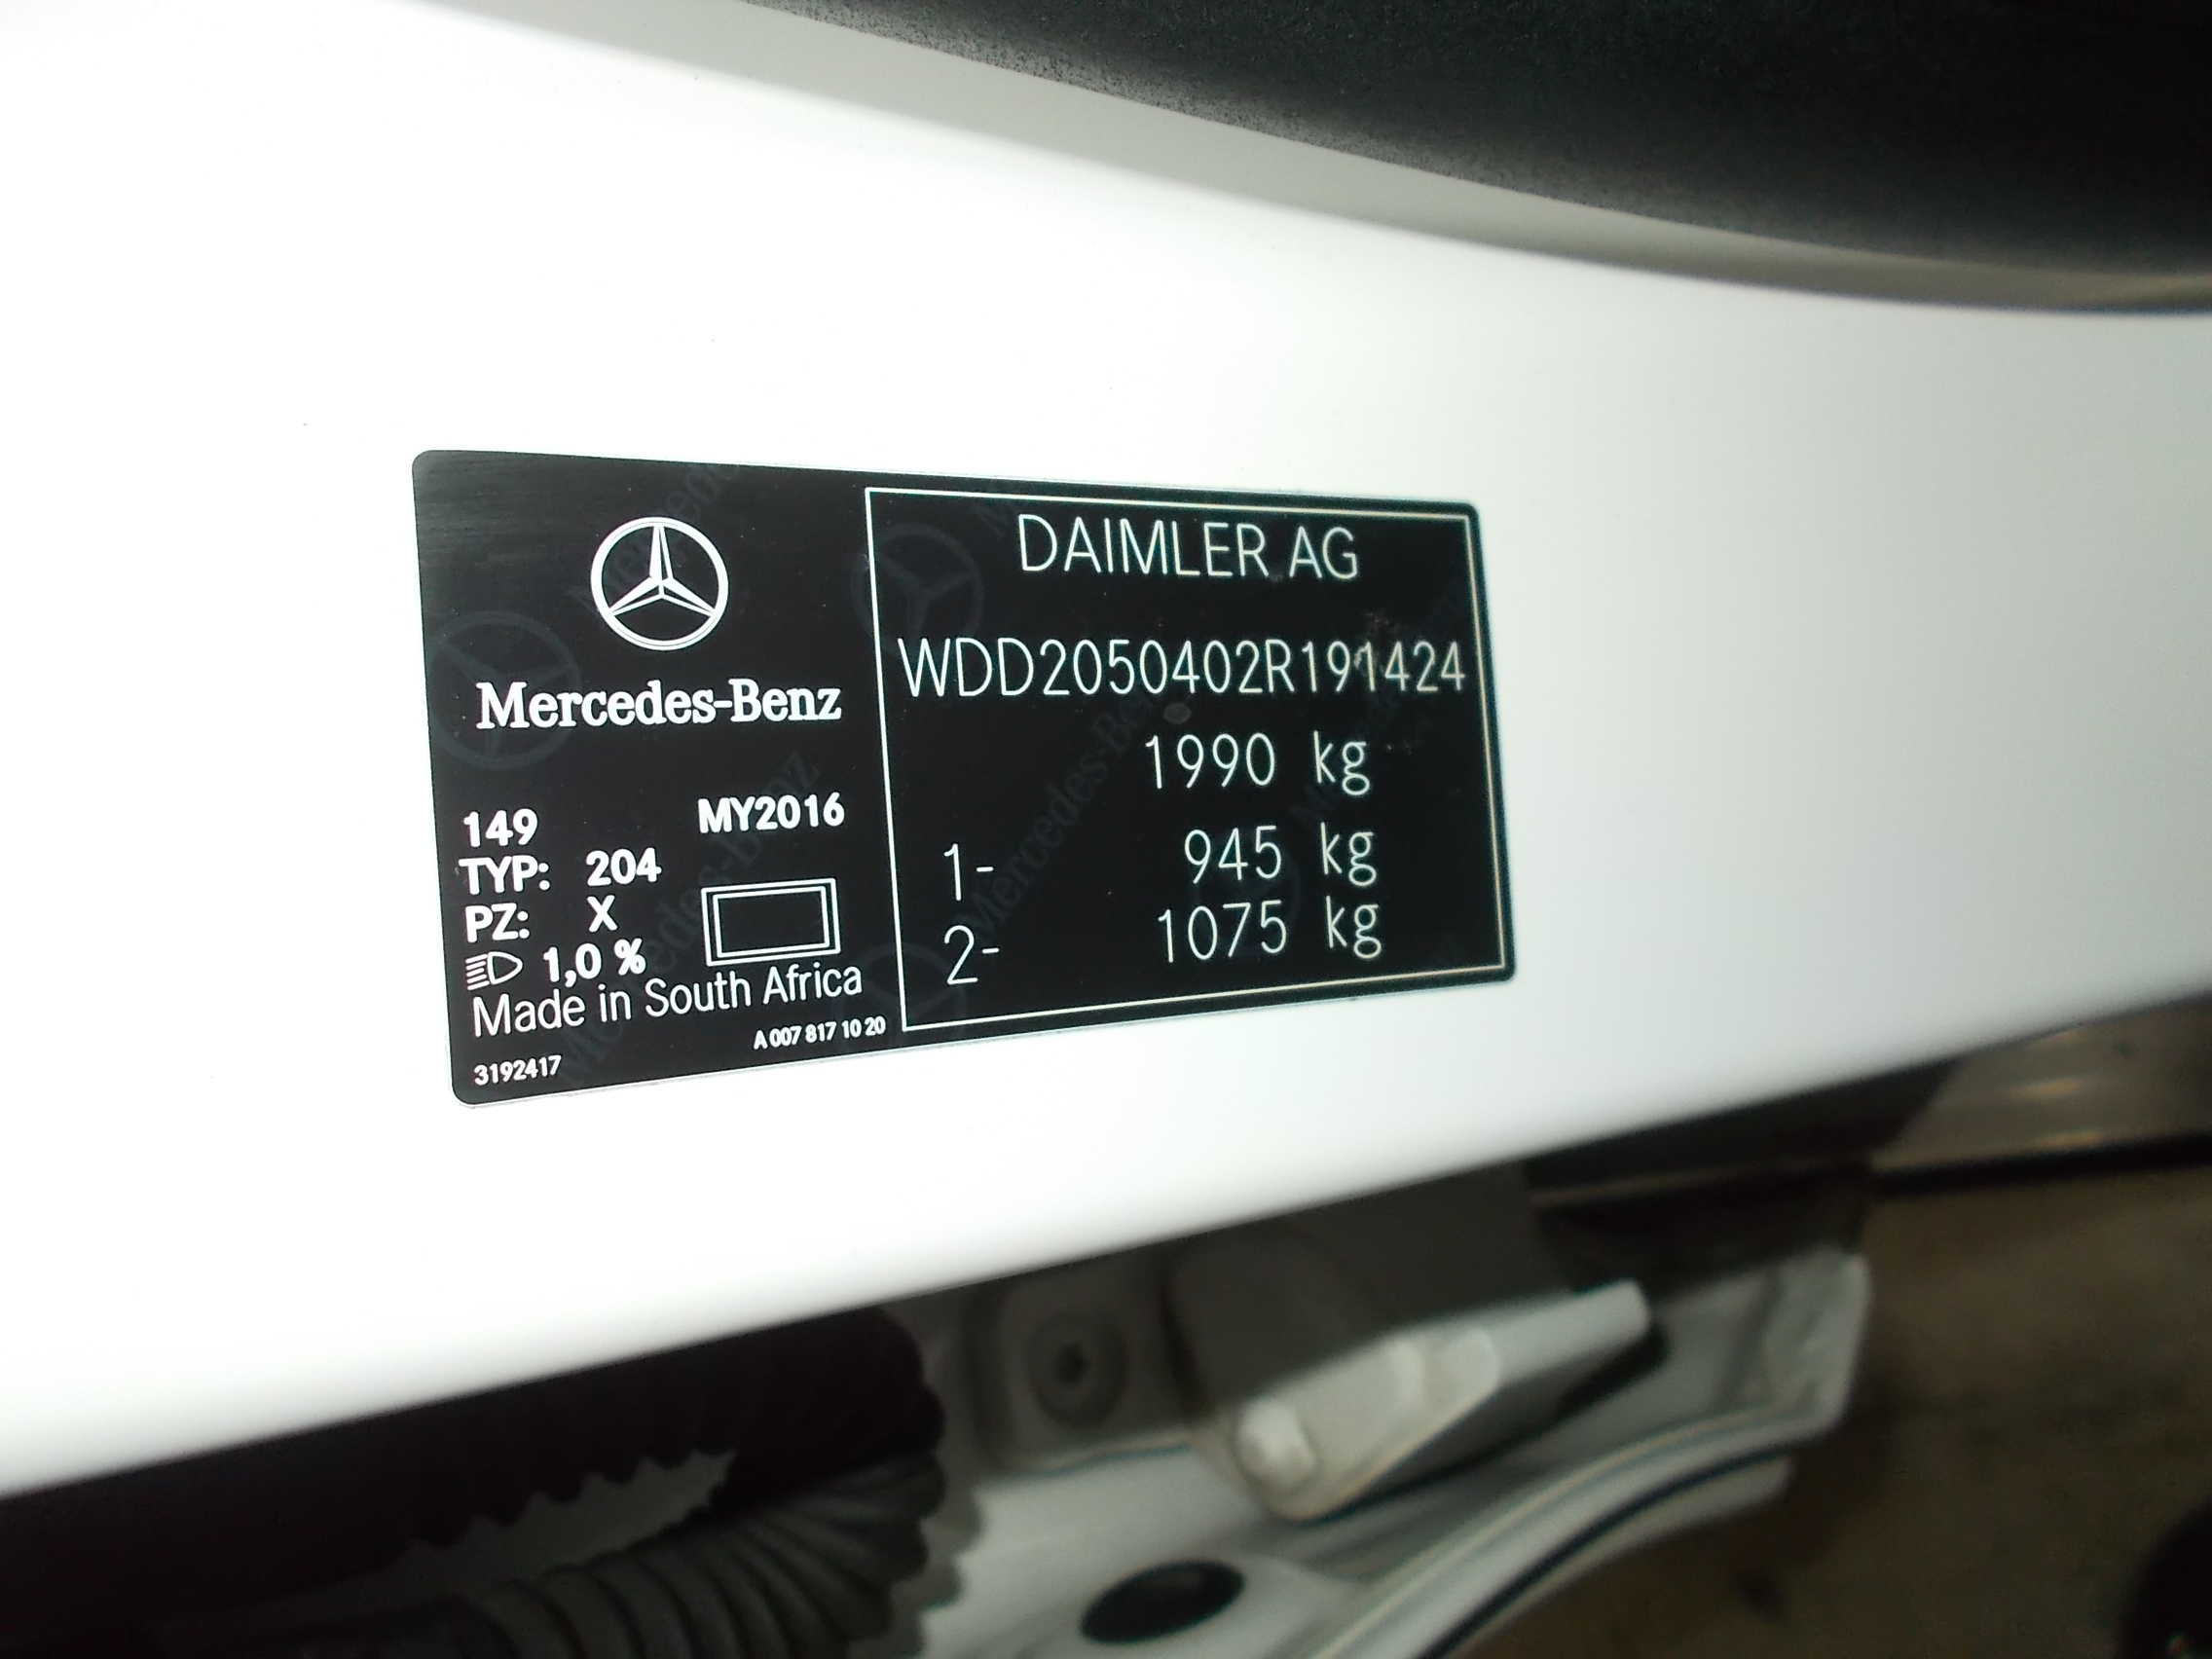 Mercedes-Benz
149 MY2016
TYP: 204
PZ: X
1,0 %
Made in South Africa
A 007 817 10 20
3192417
DAIMLER AG
WDD2050402R191424
1990 kg
1- 945 kg
2- 1075 kg